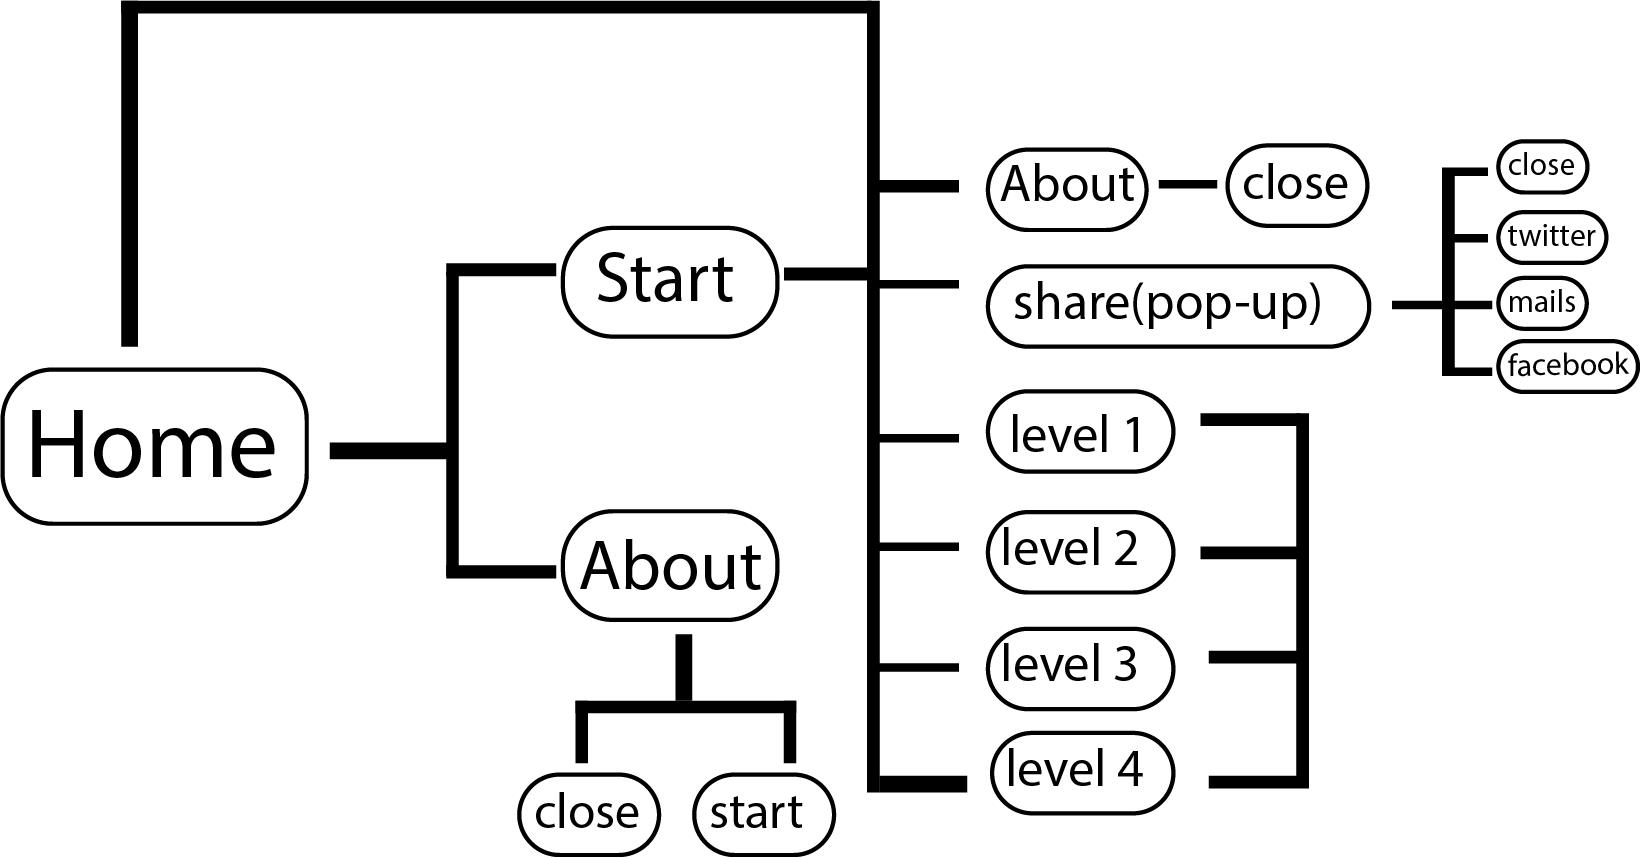 Home
Start
About
close
start
About
close
share(pop-up)
close
twitter
mails
facebook
level 1
level 2
level 3
level 4